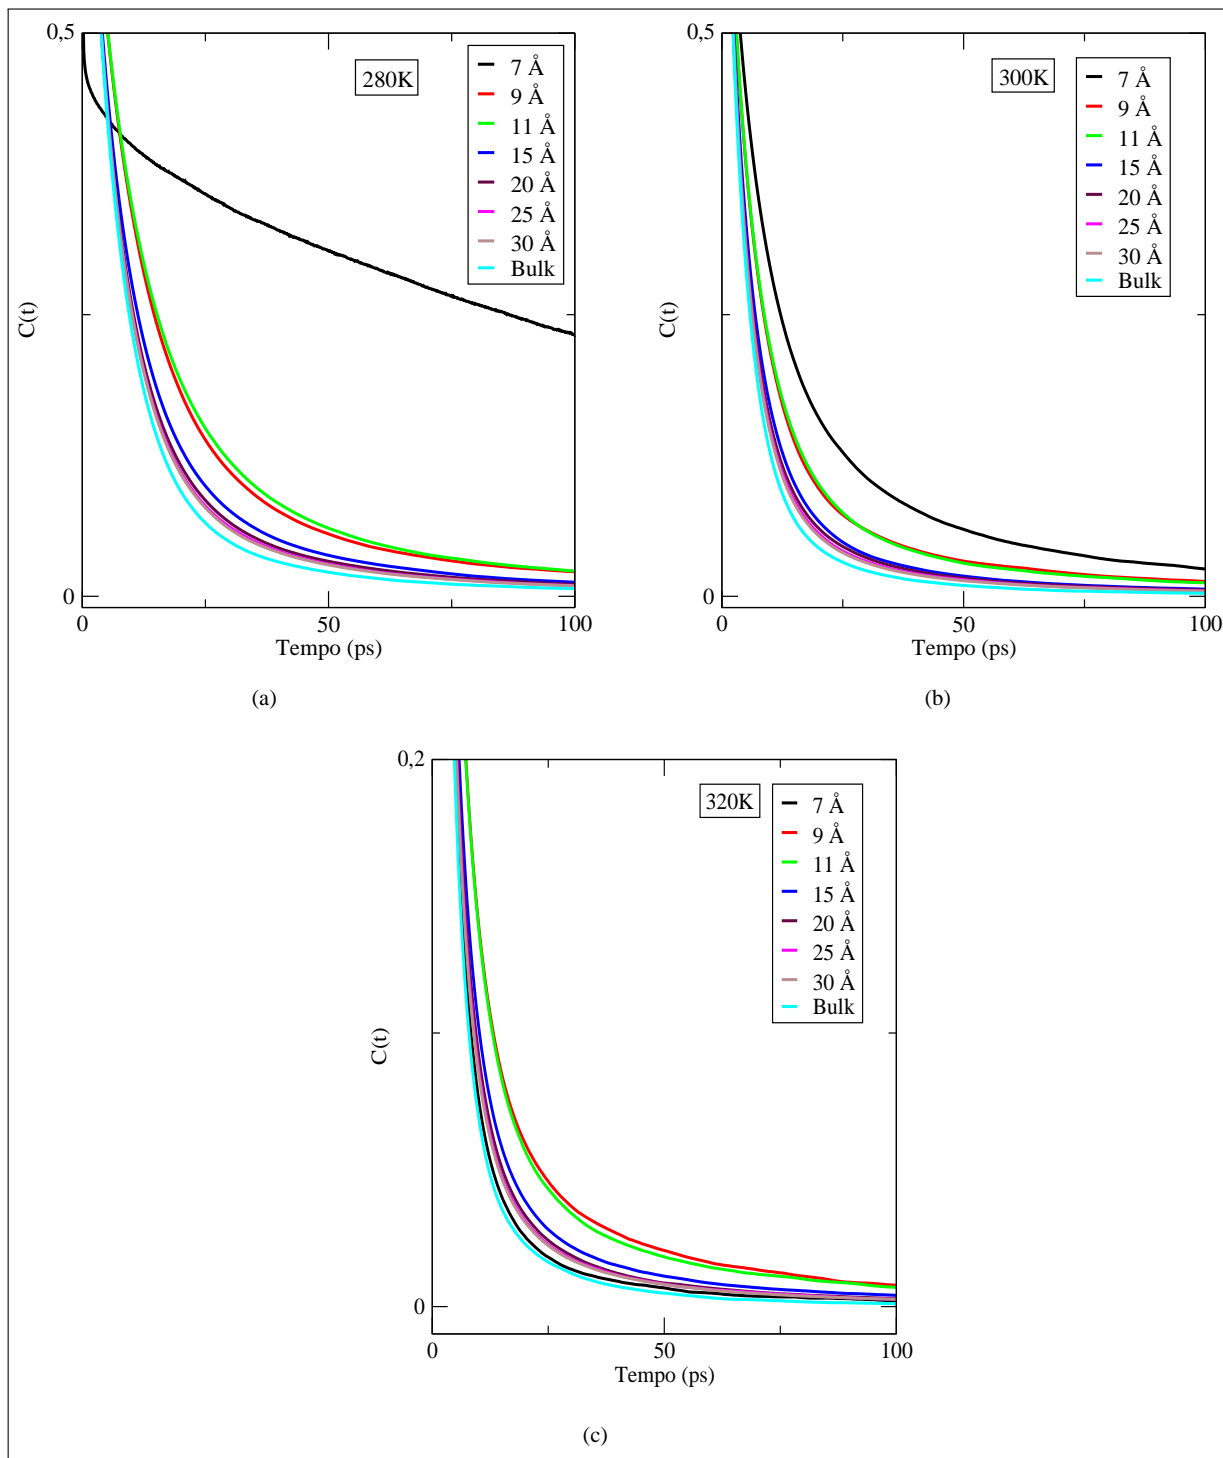 0,5
280K
7 Å
9 Å
11 Å
15 Å
20 Å
25 Å
30 Å
Bulk
C(t)
0
0
50
100
Tempo (ps)
(a)
0,5
300K
7 Å
9 Å
11 Å
15 Å
20 Å
25 Å
30 Å
Bulk
C(t)
0
0
50
100
Tempo (ps)
(b)
0,2
320K
7 Å
9 Å
11 Å
15 Å
20 Å
25 Å
30 Å
Bulk
C(t)
0
0
50
100
Tempo (ps)
(c)